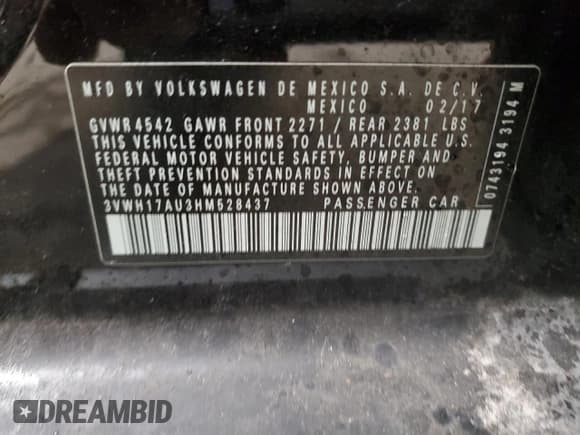 MFD BY VOLKSWAGEN DE MEXICO S.A. DE C.V.
MEXICO 02/17
GVWR 4542 GAWR FRONT 2271 / REAR 2381 LBS
THIS VEHICLE CONFORMS TO ALL APPLICABLE U.S.
FEDERAL MOTOR VEHICLE SAFETY, BUMPER AND
THEFT PREVENTION STANDARDS IN EFFECT ON
THE DATE OF MANUFACTURE SHOWN ABOVE.
3VWH17AU3HM528437 PASSENGER CAR
0743194 3194 M
DREAMBID